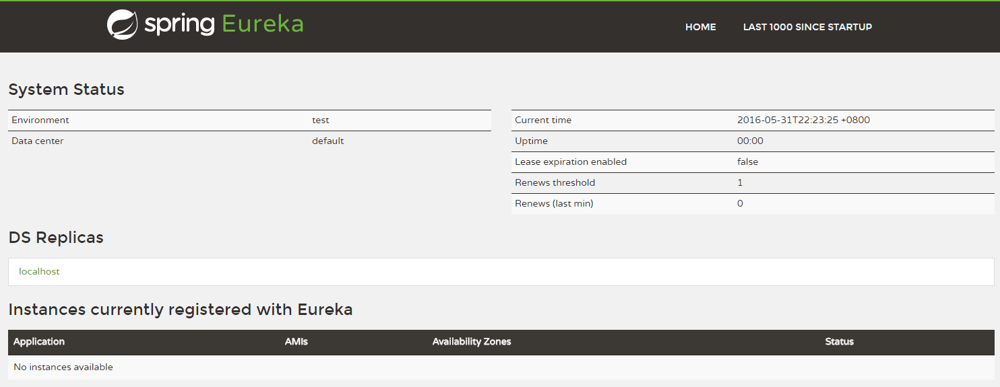 spring Eureka
HOME LAST 1000 SINCE STARTUP
System Status
Environment test
Data center default
Current time 2016-05-31T22:23:25 +0800
Uptime 00:00
Lease expiration enabled false
Renews threshold 1
Renews (last min) 0
DS Replicas
localhost
Instances currently registered with Eureka
Application AMIs Availability Zones Status
No instances available